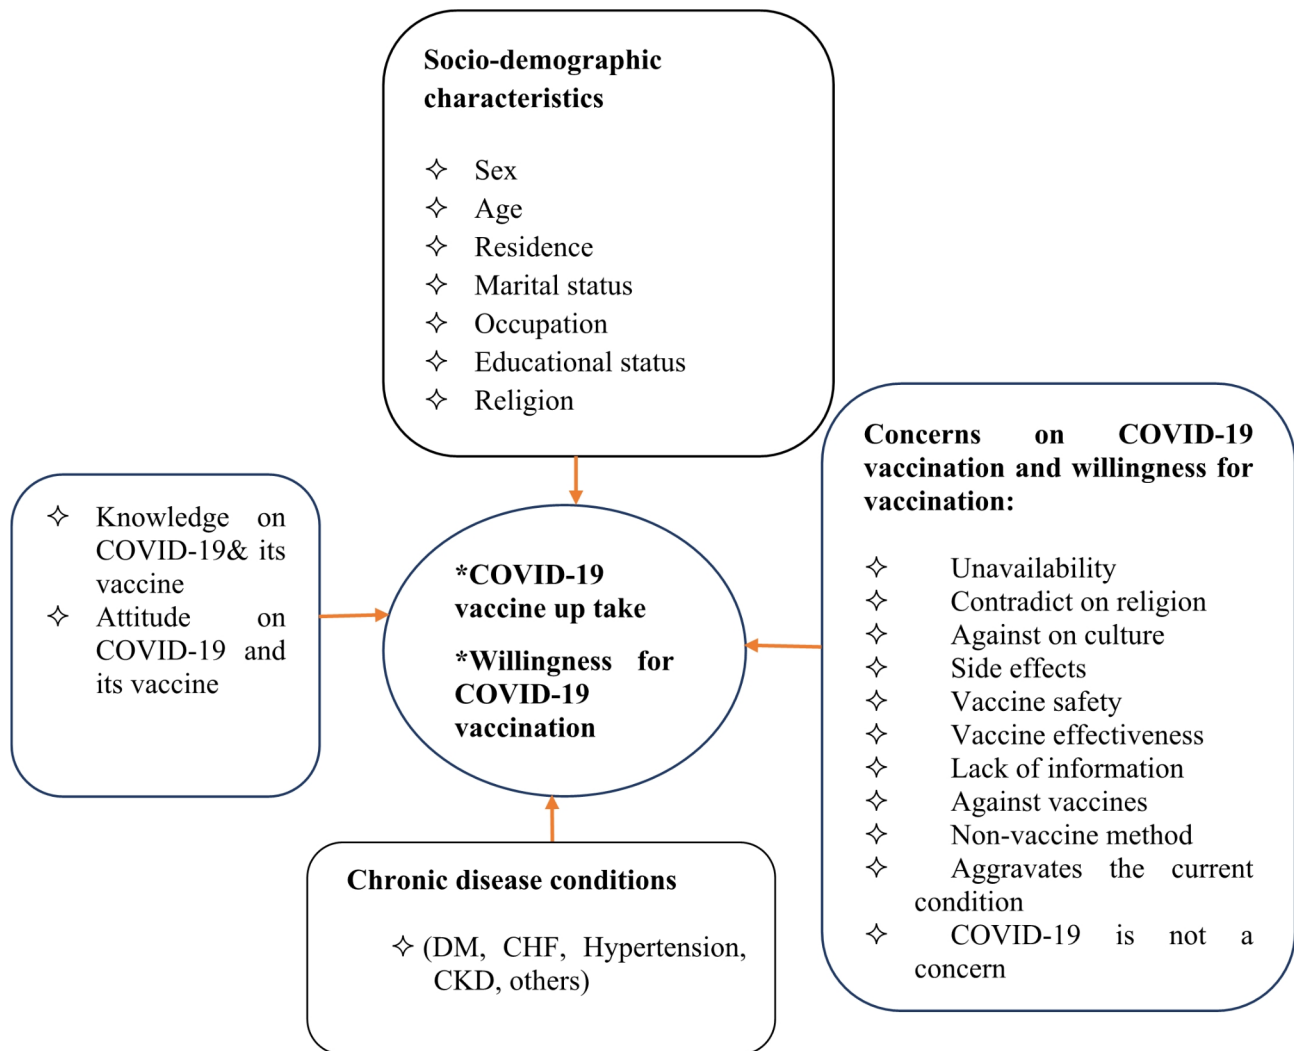 Socio-demographic
characteristics
✧ Sex
✧ Age
✧ Residence
✧ Marital status
✧ Occupation
✧ Educational status
✧ Religion
✧ Knowledge on
COVID-19& its
vaccine
✧ Attitude on
COVID-19 and
its vaccine
*COVID-19
vaccine up take
*Willingness for
COVID-19
vaccination
Concerns on COVID-19
vaccination and willingness for
vaccination:
✧ Unavailability
✧ Contradict on religion
✧ Against on culture
✧ Side effects
✧ Vaccine safety
✧ Vaccine effectiveness
✧ Lack of information
✧ Against vaccines
✧ Non-vaccine method
✧ Aggravates the current
condition
✧ COVID-19 is not a
concern
Chronic disease conditions
✧ (DM, CHF, Hypertension,
CKD, others)